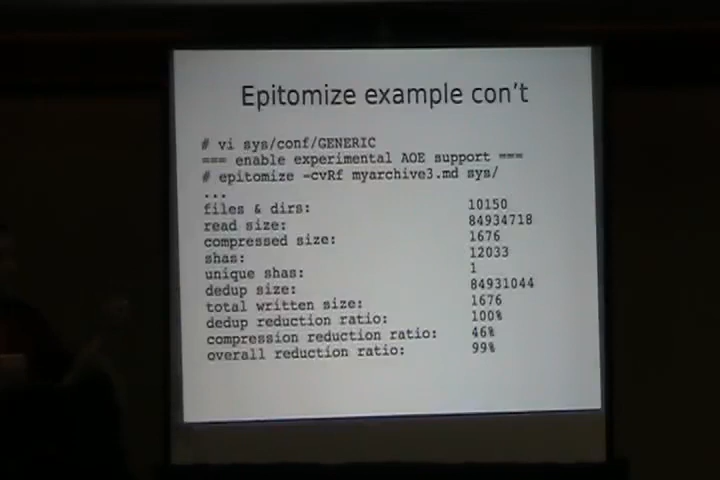 Epitomize example con't
# vi sys/conf/GENERIC
=== enable experimental AOE support ===
# epitomize -cvRf myarchive3.md sys/
...
files & dirs: 10150
read size: 84934718
compressed size: 1676
shas: 12033
unique shas: 1
dedup size: 84931044
total written size: 1676
dedup reduction ratio: 100%
compression reduction ratio: 46%
overall reduction ratio: 99%